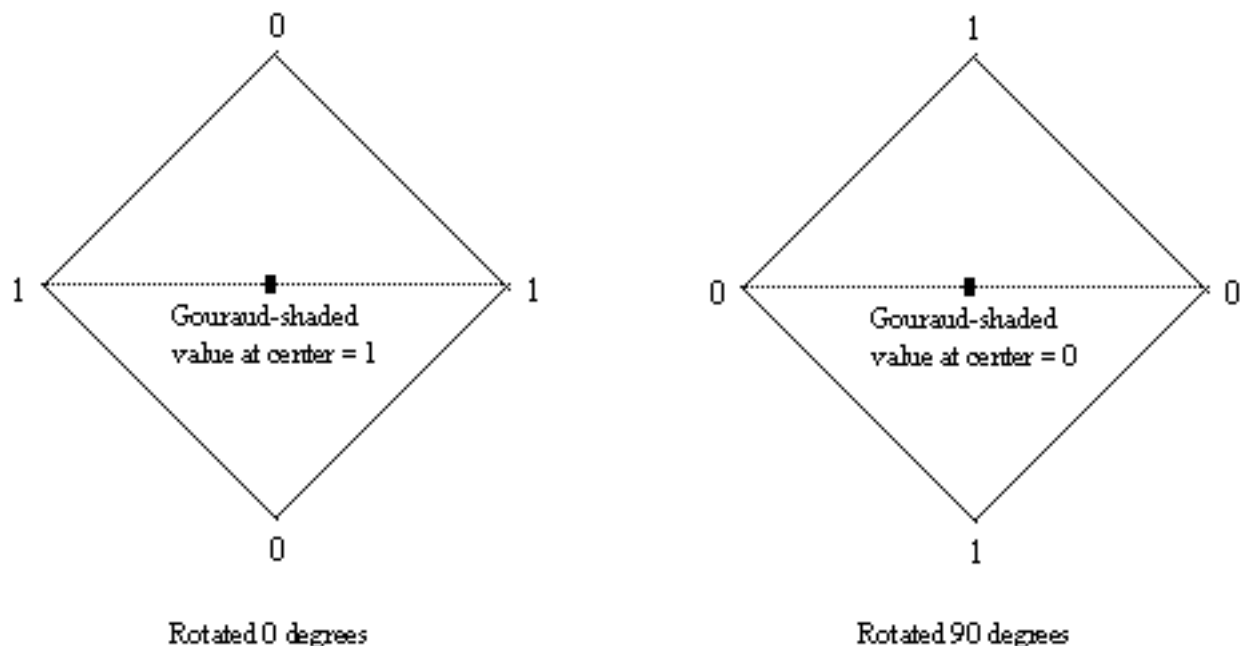 0
1
1 1
Gouraud-shaded
value at center = 1
0
Rotated 0 degrees
0 0
Gouraud-shaded
value at center = 0
1
Rotated 90 degrees